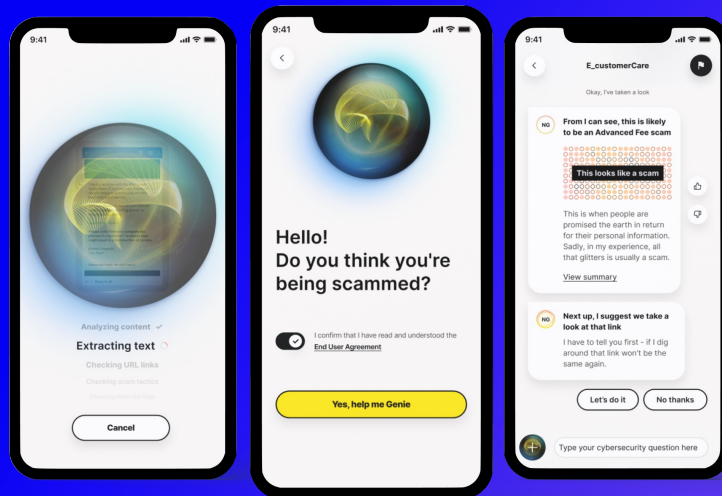 9:41
Analyzing content
Extracting text
Checking URL links
Checking scam tactics
Cancel
9:41
Hello!
Do you think you're
being scammed?
I confirm that I have read and understood the
End User Agreement
Yes, help me Genie
9:41
E_customerCare
Okay, I've taken a look
NG
From I can see, this is likely
to be an Advanced Fee scam
This looks like a scam
This is when people are
promised the earth in return
for their personal information.
Sadly, in my experience, all
that glitters is usually a scam.
View summary
NG
Next up, I suggest we take a
look at that link
I have to tell you first - if I dig
around that link won't be the
same again.
Let's do it
No thanks
Type your cybersecurity question here